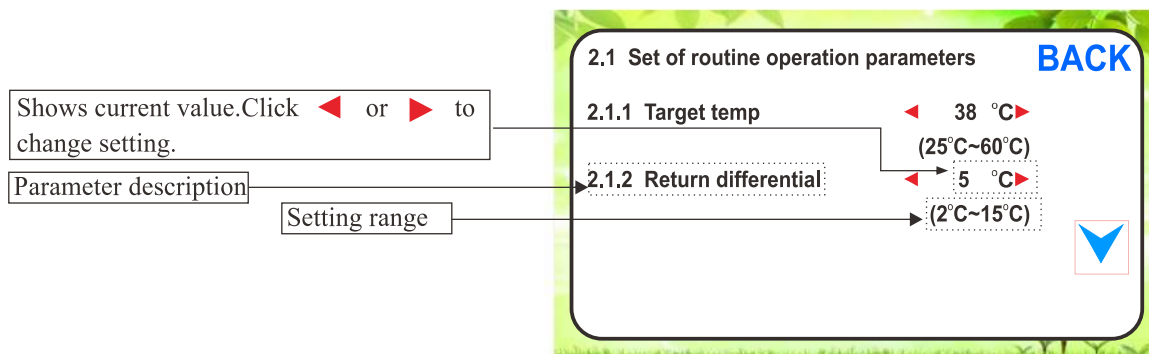 Shows current value.Click ◀ or ▶ to
change setting.
Parameter description
Setting range
2.1 Set of routine operation parameters
BACK
2.1.1 Target temp ◀ 38 °C▶
(25°C~60°C)
2.1.2 Return differential ◀ 5 °C▶
(2°C~15°C)